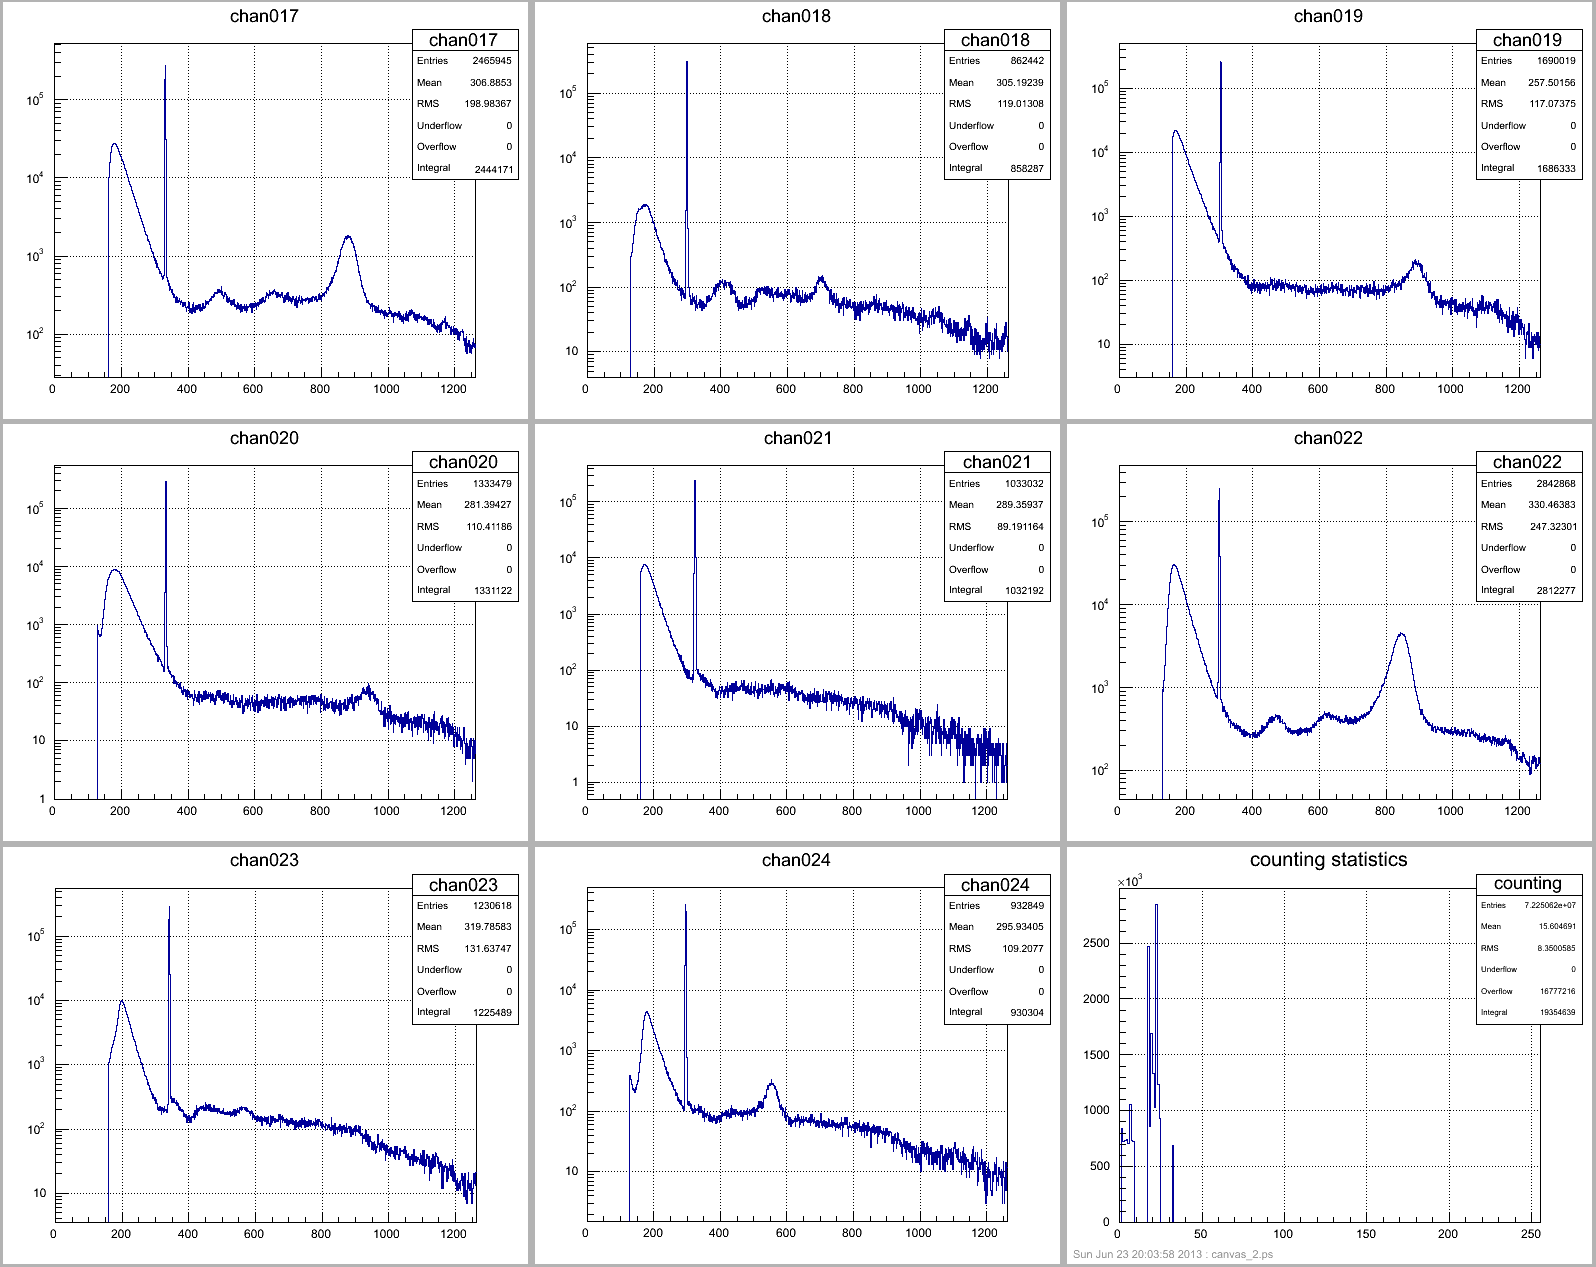 chan017
chan017
Entries 2465945
Mean 306.8853
RMS 198.98367
Underflow 0
Overflow 0
Integral 2444171
10^5
10^4
10^3
10^2
0 200 400 600 800 1000 1200
chan018
chan018
Entries 862442
Mean 305.19239
RMS 119.01308
Underflow 0
Overflow 0
Integral 858287
10^5
10^4
10^3
10^2
10
0 200 400 600 800 1000 1200
chan019
chan019
Entries 1690019
Mean 257.50156
RMS 117.07375
Underflow 0
Overflow 0
Integral 1686333
10^5
10^4
10^3
10^2
10
0 200 400 600 800 1000 1200
chan020
chan020
Entries 1333479
Mean 281.39427
RMS 110.41186
Underflow 0
Overflow 0
Integral 1331122
10^5
10^4
10^3
10^2
10
1
0 200 400 600 800 1000 1200
chan021
chan021
Entries 1033032
Mean 289.35937
RMS 89.191164
Underflow 0
Overflow 0
Integral 1032192
10^5
10^4
10^3
10^2
10
1
0 200 400 600 800 1000 1200
chan022
chan022
Entries 2842868
Mean 330.46383
RMS 247.32301
Underflow 0
Overflow 0
Integral 2812277
10^5
10^4
10^3
10^2
0 200 400 600 800 1000 1200
chan023
chan023
Entries 1230618
Mean 319.78583
RMS 131.63747
Underflow 0
Overflow 0
Integral 1225489
10^5
10^4
10^3
10^2
10
0 200 400 600 800 1000 1200
chan024
chan024
Entries 932849
Mean 295.93405
RMS 109.2077
Underflow 0
Overflow 0
Integral 930304
10^5
10^4
10^3
10^2
10
0 200 400 600 800 1000 1200
counting statistics
counting
Entries 7.225062e+07
Mean 15.604691
RMS 8.3500585
Underflow 0
Overflow 16777216
Integral 19354639
×10^3
2500
2000
1500
1000
500
0
0 50 100 150 200 250
Sun Jun 23 20:03:58 2013 : canvas_2.ps